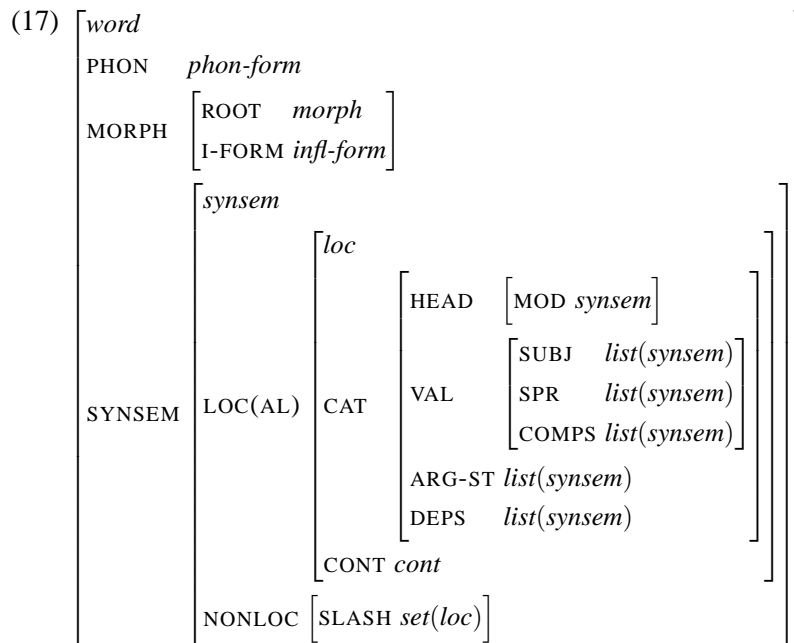 (17)
word
PHON phon-form
MORPH
ROOT morph
I-FORM infl-form
SYNSEM
synsem
LOC(AL)
loc
CAT
HEAD MOD synsem
VAL
SUBJ list(synsem)
SPR list(synsem)
COMPS list(synsem)
ARG-ST list(synsem)
DEPS list(synsem)
CONT cont
NONLOC SLASH set(loc)